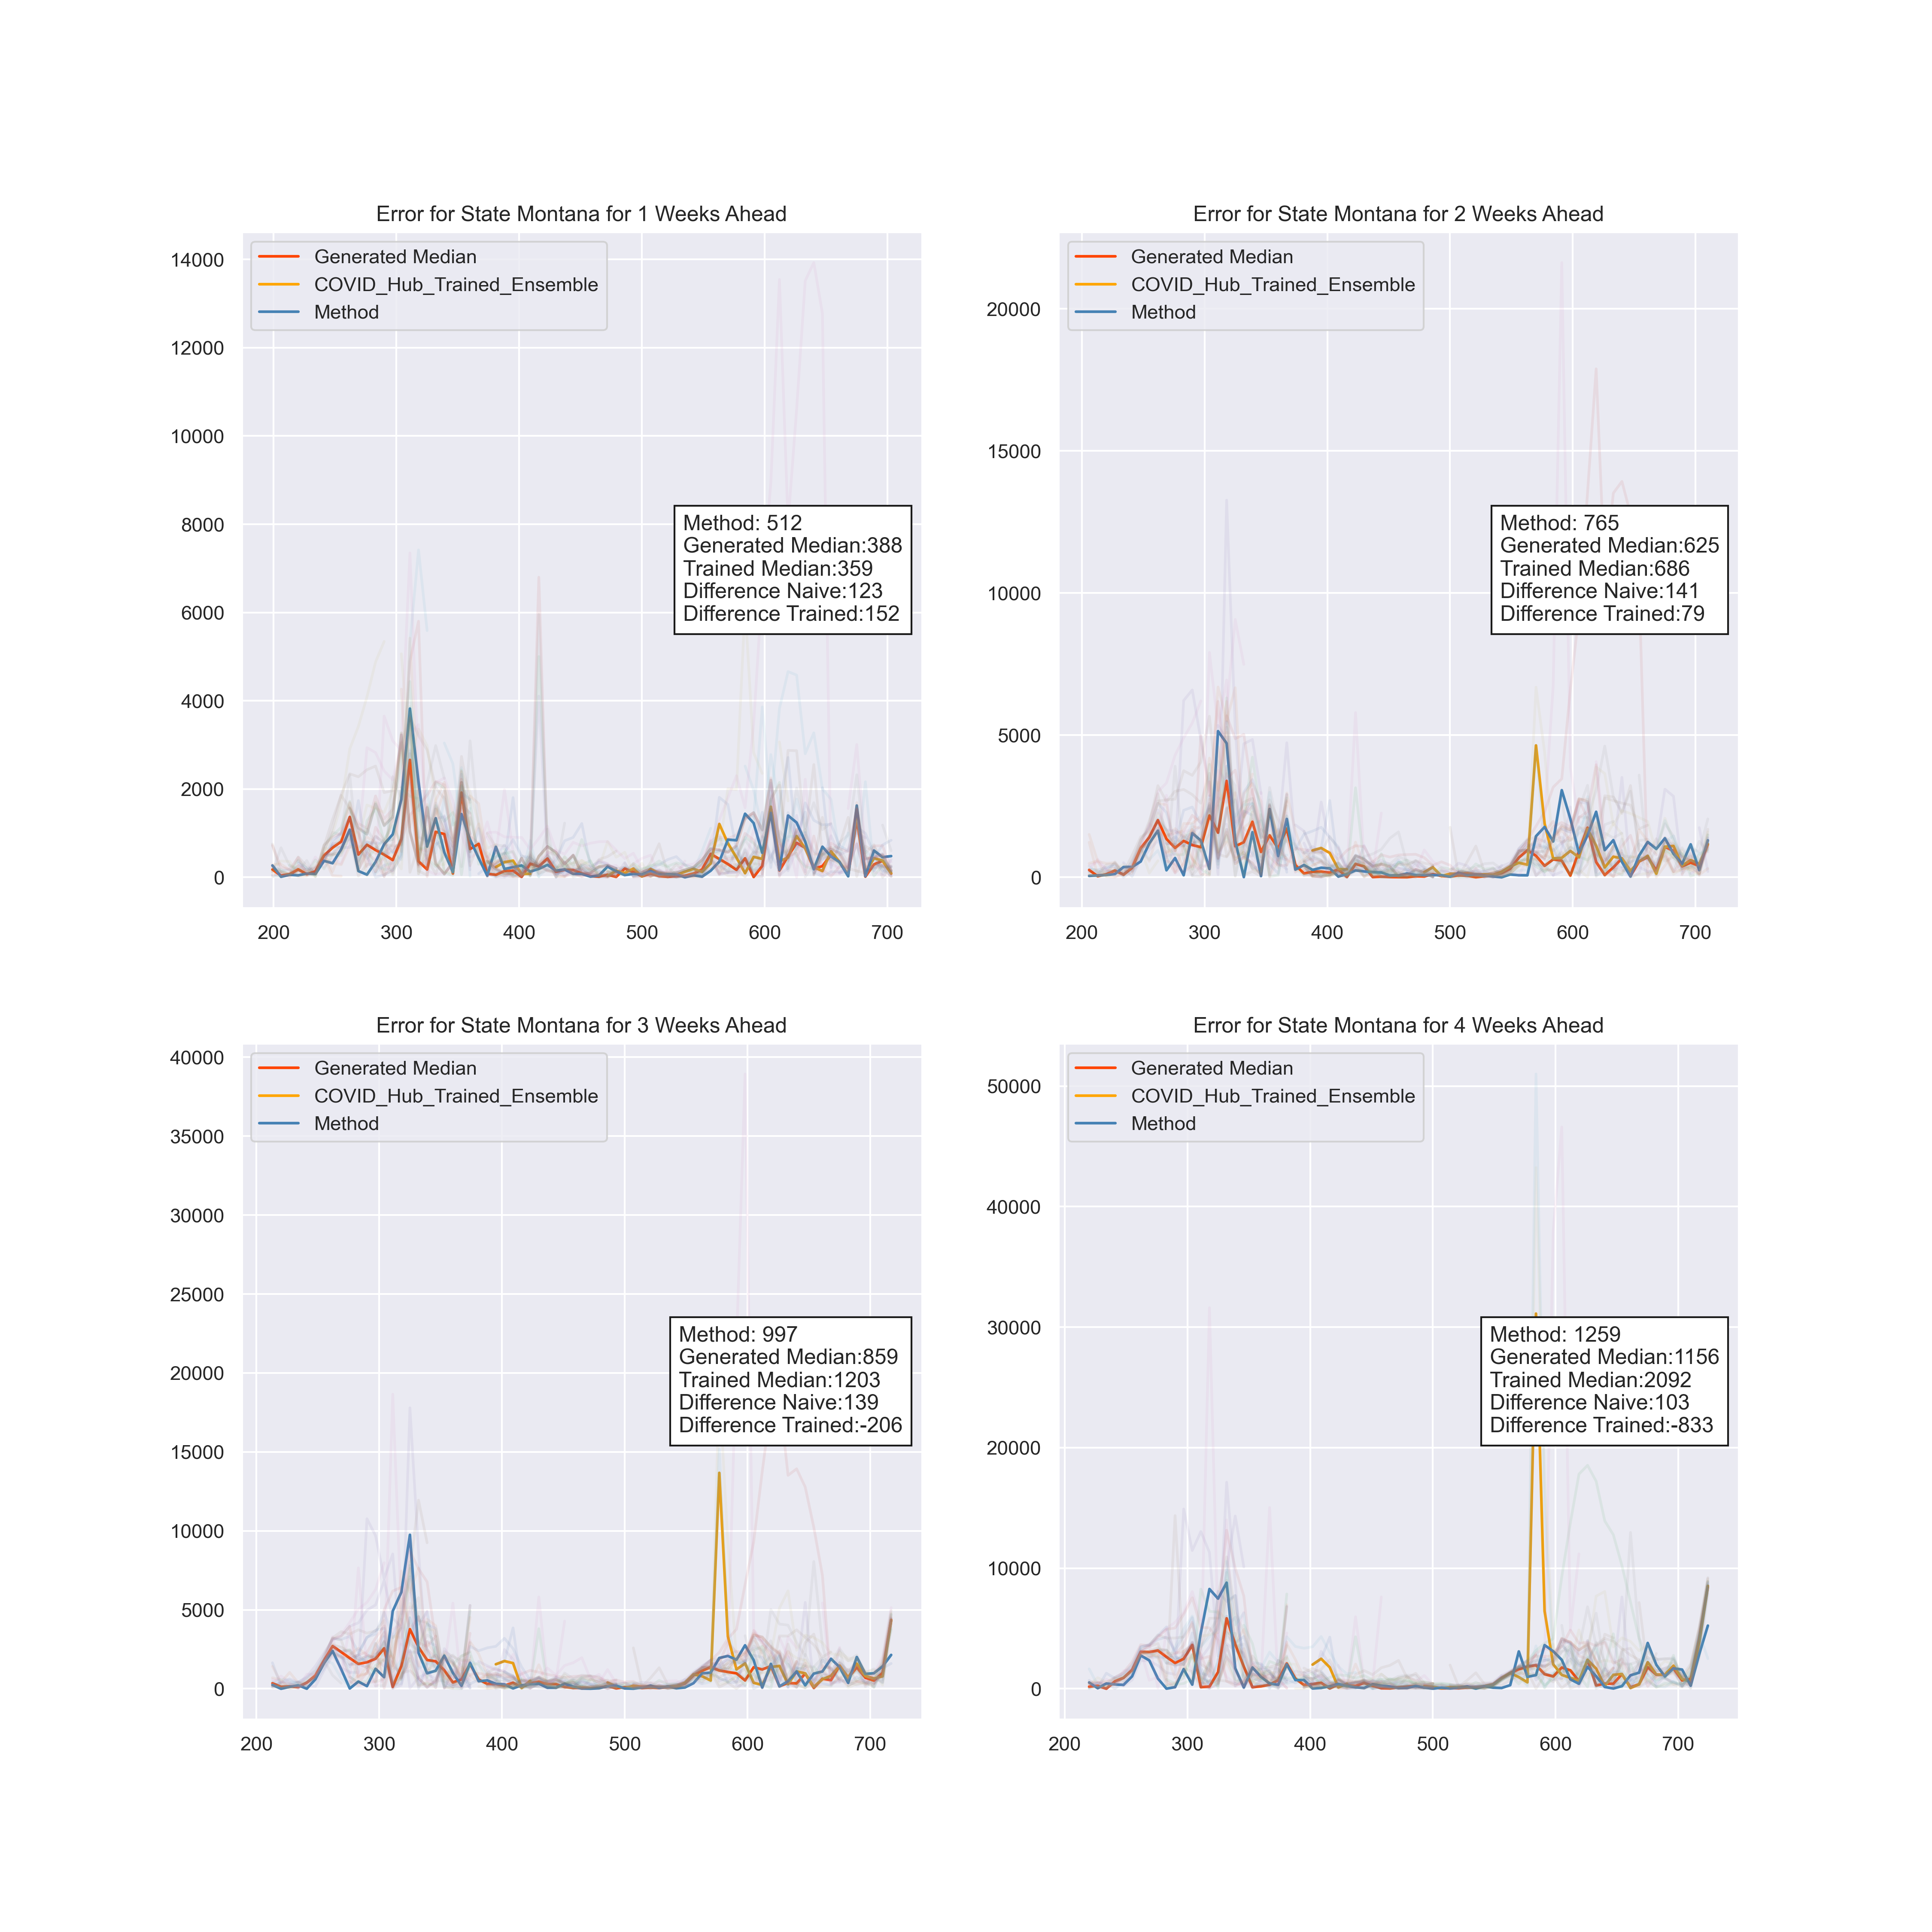 Error for State Montana for 1 Weeks Ahead
Generated Median
COVID_Hub_Trained_Ensemble
Method
14000
12000
10000
8000
6000
4000
2000
0
Method: 512
Generated Median:388
Trained Median:359
Difference Naive:123
Difference Trained:152
200 300 400 500 600 700
Error for State Montana for 2 Weeks Ahead
Generated Median
COVID_Hub_Trained_Ensemble
Method
20000
15000
10000
5000
0
Method: 765
Generated Median:625
Trained Median:686
Difference Naive:141
Difference Trained:79
200 300 400 500 600 700
Error for State Montana for 3 Weeks Ahead
Generated Median
COVID_Hub_Trained_Ensemble
Method
40000
35000
30000
25000
20000
15000
10000
5000
0
Method: 997
Generated Median:859
Trained Median:1203
Difference Naive:139
Difference Trained:-206
200 300 400 500 600 700
Error for State Montana for 4 Weeks Ahead
Generated Median
COVID_Hub_Trained_Ensemble
Method
50000
40000
30000
20000
10000
0
Method: 1259
Generated Median:1156
Trained Median:2092
Difference Naive:103
Difference Trained:-833
200 300 400 500 600 700